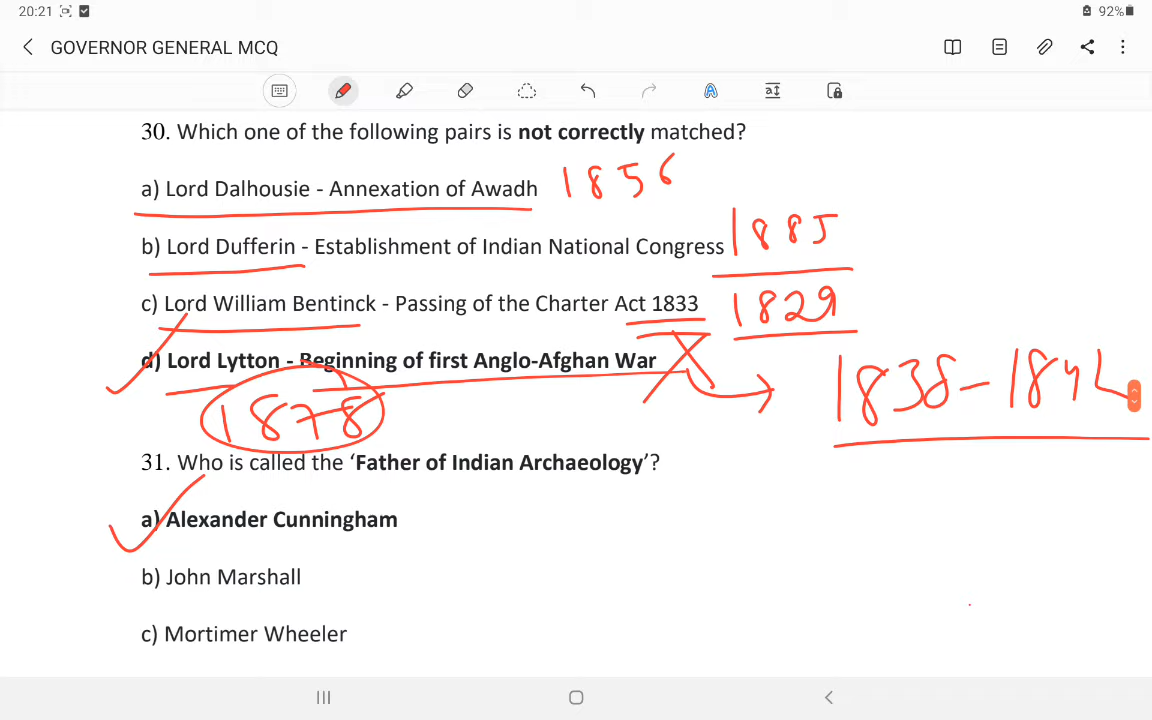 20:21 92%
GOVERNOR GENERAL MCQ
30. Which one of the following pairs is not correctly matched?
a) Lord Dalhousie - Annexation of Awadh 1856
b) Lord Dufferin - Establishment of Indian National Congress 1885
c) Lord William Bentinck - Passing of the Charter Act 1833 1829
d) Lord Lytton - Beginning of first Anglo-Afghan War
1878 1838-1842
31. Who is called the ‘Father of Indian Archaeology’?
a) Alexander Cunningham
b) John Marshall
c) Mortimer Wheeler